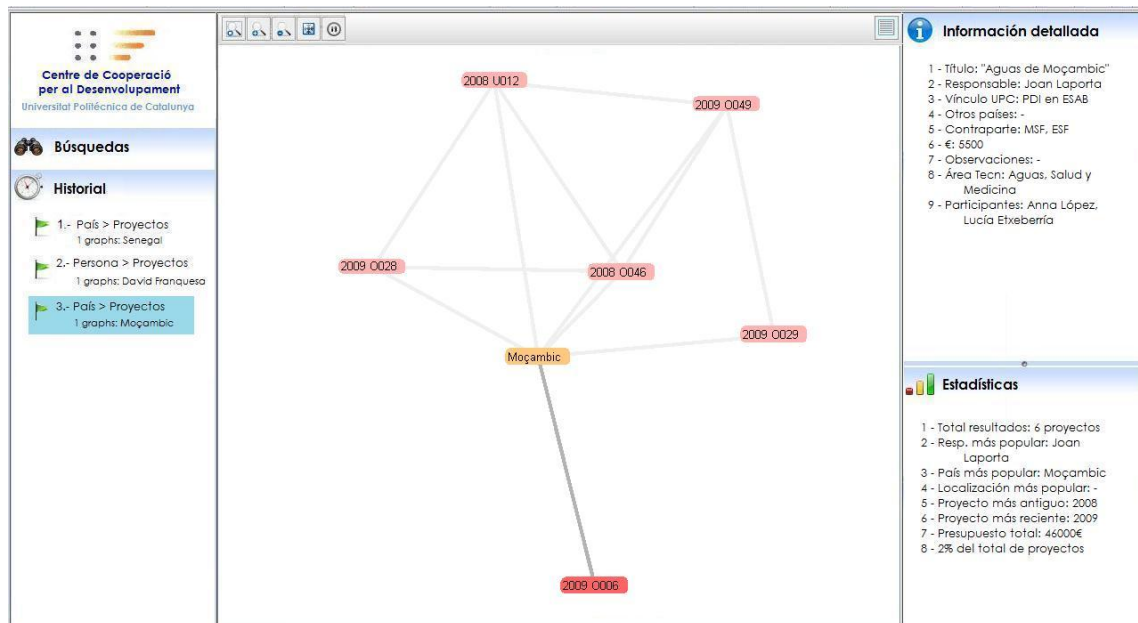 Centre de Cooperació
per al Desenvolupament
Universitat Politècnica de Catalunya
Búsquedas
Historial
1.- País > Proyectos
1 graphs: Senegal
2.- Persona > Proyectos
1 graphs: David Franquesa
3.- País > Proyectos
1 graphs: Moçambic
2008 U012
2009 O049
2009 O028
2008 O046
2009 O029
Moçambic
2009 O006
Información detallada
1 - Título: "Aguas de Moçambic"
2 - Responsable: Joan Laporta
3 - Vínculo UPC: PDI en ESAB
4 - Otros países: -
5 - Contraparte: MSF, ESF
6 - €: 5500
7 - Observaciones: -
8 - Área Tecn: Aguas, Salud y
Medicina
9 - Participantes: Anna López,
Lucía Etxeberría
Estadísticas
1 - Total resultados: 6 proyectos
2 - Resp. más popular: Joan
Laporta
3 - País más popular: Moçambic
4 - Localización más popular: -
5 - Proyecto más antiguo: 2008
6 - Proyecto más reciente: 2009
7 - Presupuesto total: 46000€
8 - 2% del total de proyectos